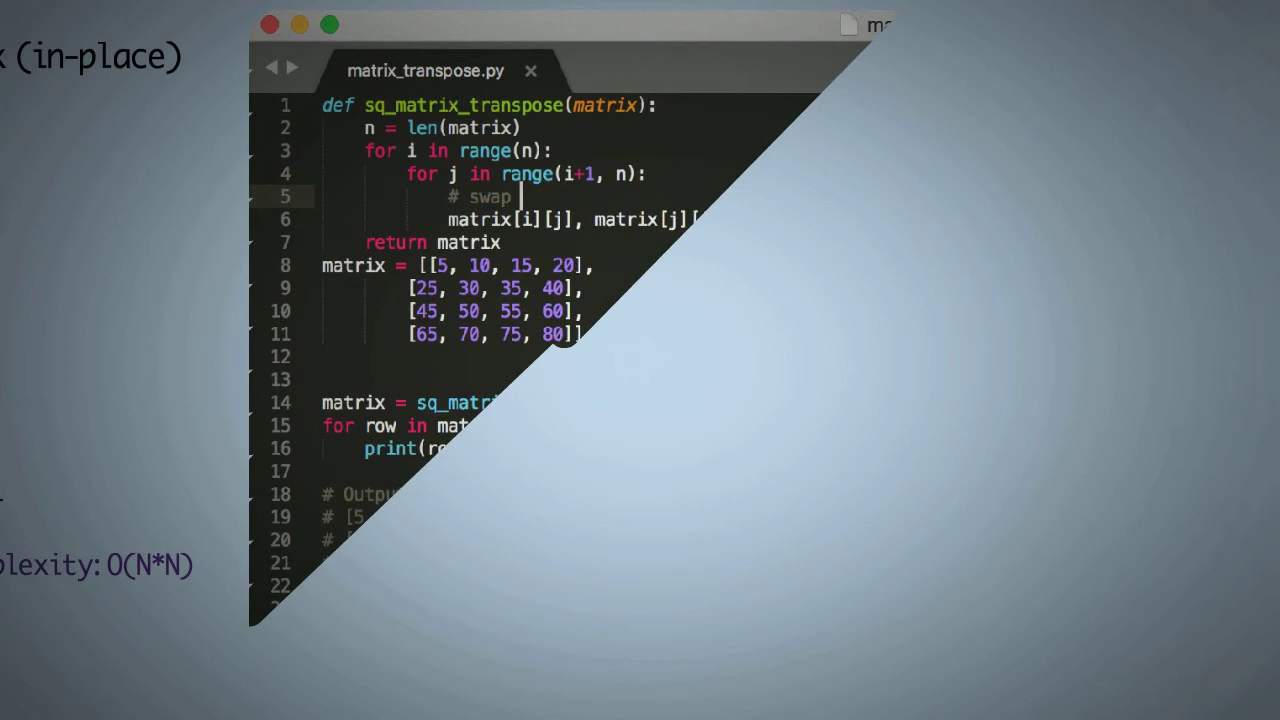 (in-place)
matrix_transpose.py
1 def sq_matrix_transpose(matrix):
2 n = len(matrix)
3 for i in range(n):
4 for j in range(i+1, n):
5 # swap
6 matrix[i][j], matrix[j][
7 return matrix
8 matrix = [[5, 10, 15, 20],
9 [25, 30, 35, 40],
10 [45, 50, 55, 60],
11 [65, 70, 75, 80]]
12
13
14 matrix = sq_matri
15 for row in mat
16 print(ro
17
18 # Outpu
19 # [5
20 # [
21
22
plexity: O(N*N)